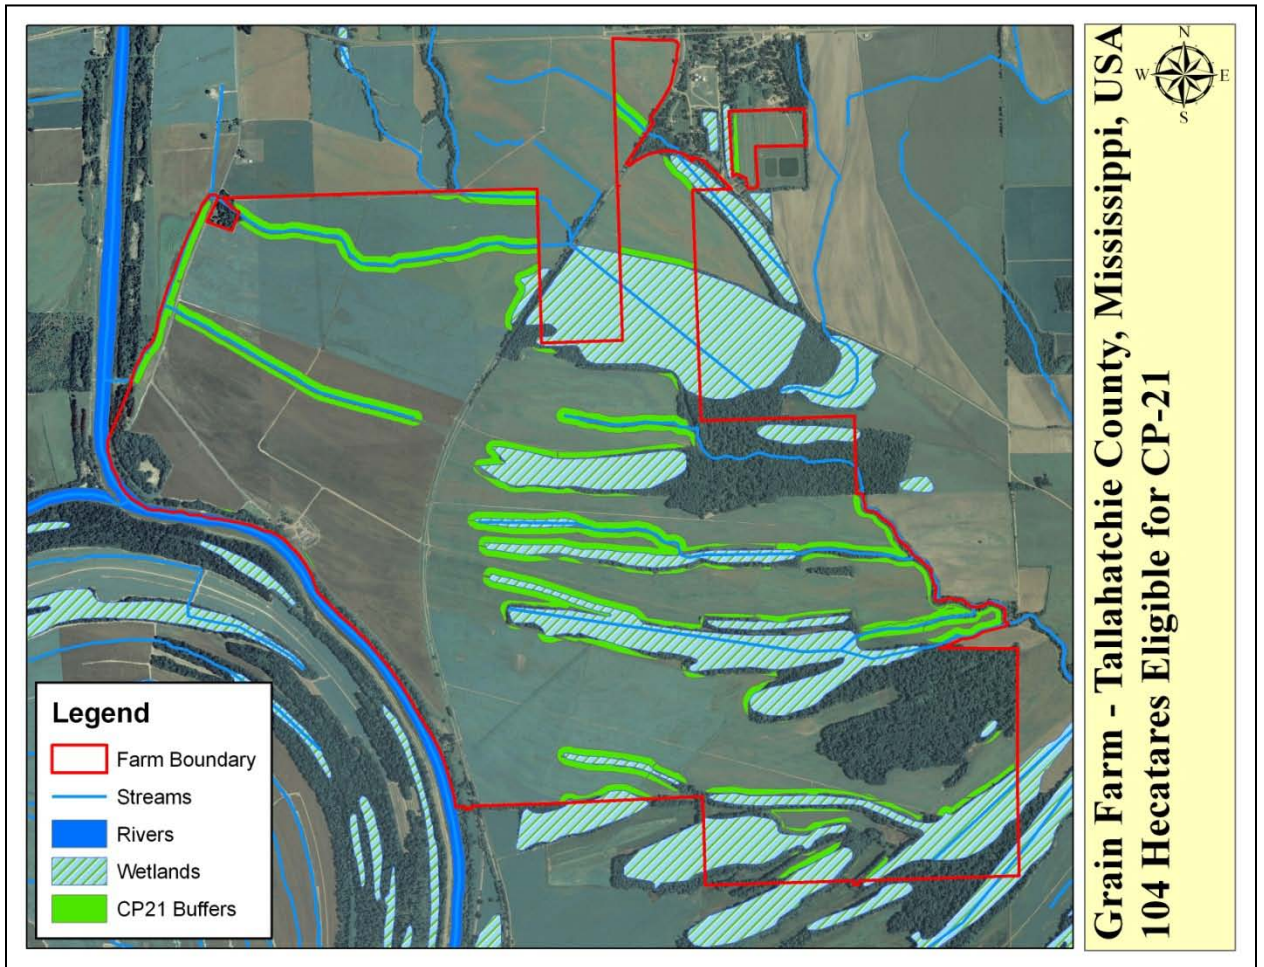 Grain Farm - Tallahatchie County, Mississippi, USA
104 Hecatares Eligible for CP-21
N
W E
S
Legend
Farm Boundary
Streams
Rivers
Wetlands
CP21 Buffers